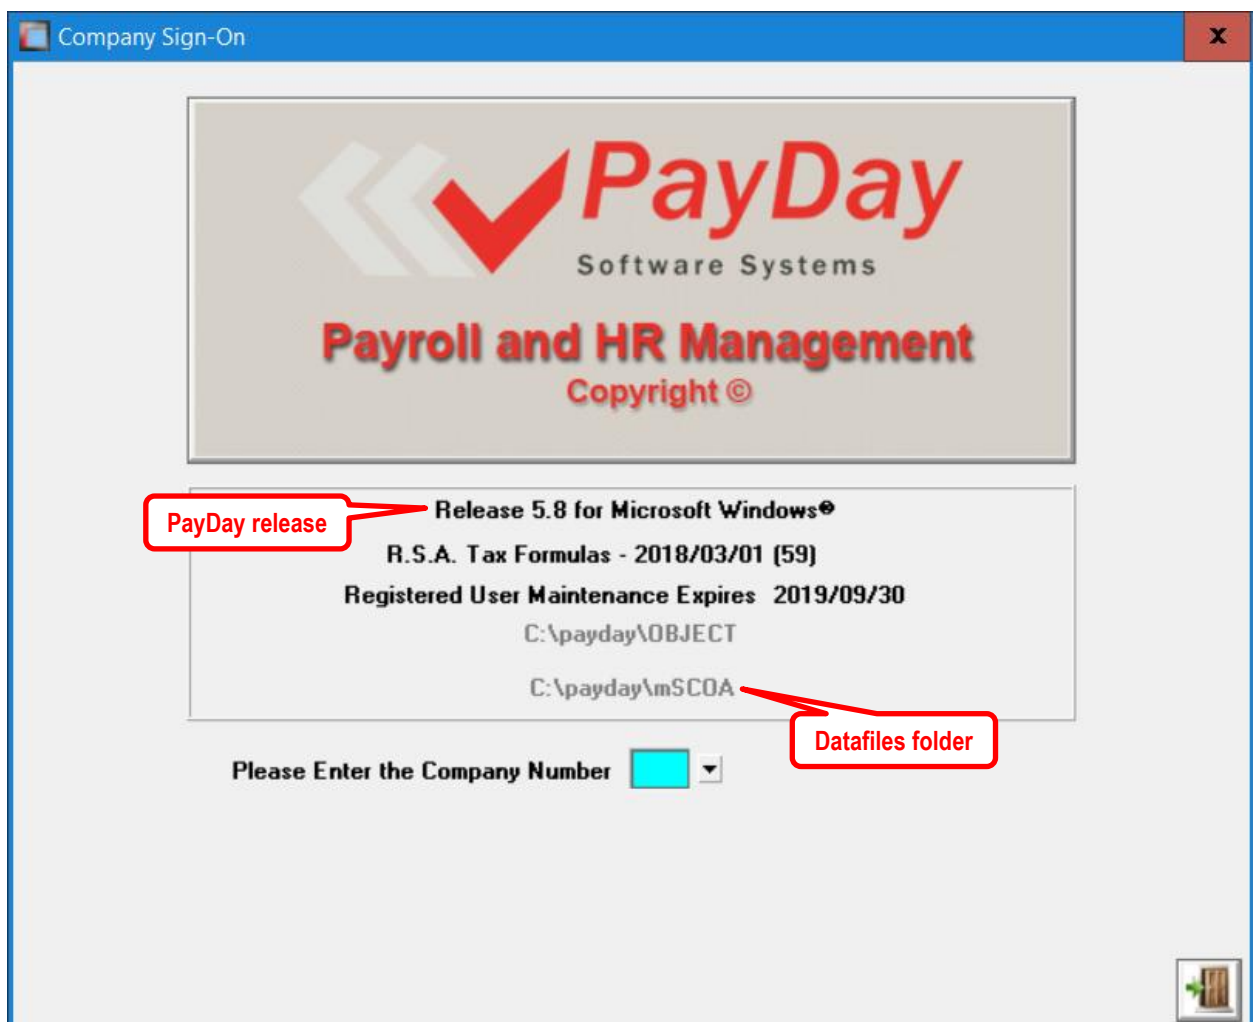 Company Sign-On
x
PayDay
Software Systems
Payroll and HR Management
Copyright ©
PayDay release
Release 5.8 for Microsoft Windows®
R.S.A. Tax Formulas - 2018/03/01 (59)
Registered User Maintenance Expires 2019/09/30
C:\payday\OBJECT
C:\payday\mSCOA
Datafiles folder
Please Enter the Company Number